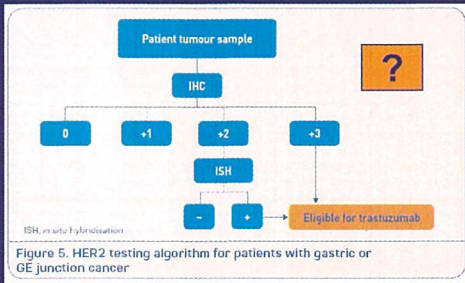 Patient tumour sample
?
IHC
0
+1
+2
+3
ISH
–
+
Eligible for trastuzumab
ISH, in situ hybridisation
Figure 5. HER2 testing algorithm for patients with gastric or
GE junction cancer